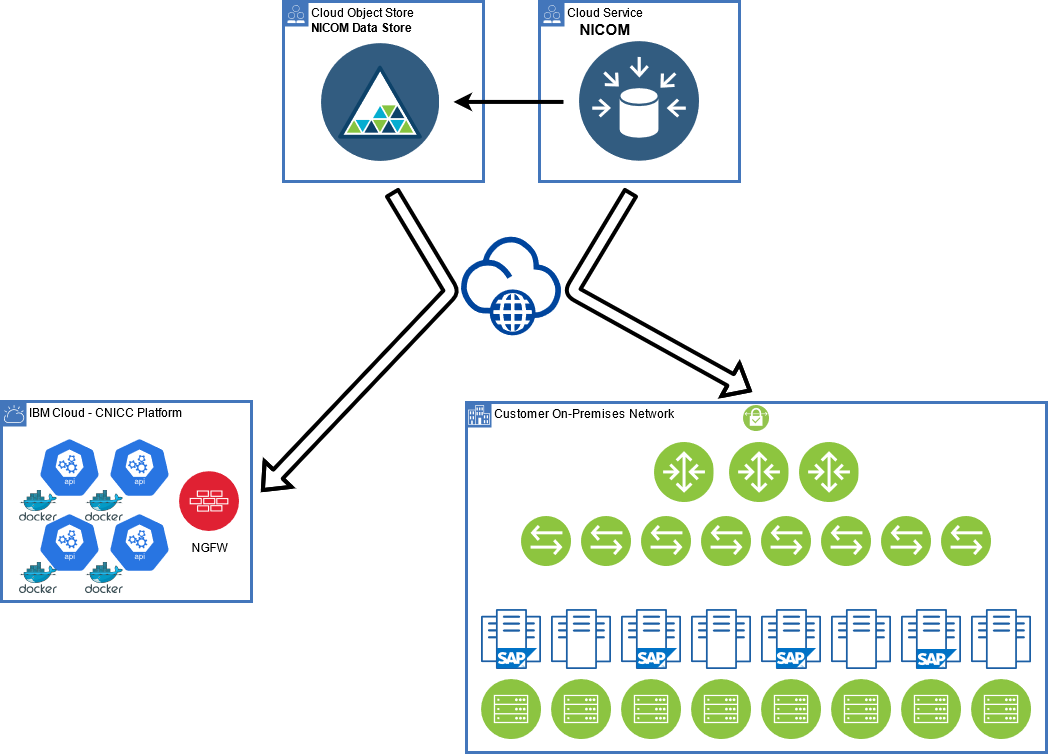 Cloud Object Store
NICOM Data Store
Cloud Service
NICOM
IBM Cloud - CNICC Platform
api
api
docker
docker
NGFW
api
api
docker
docker
Customer On-Premises Network
SAP
SAP
SAP
SAP